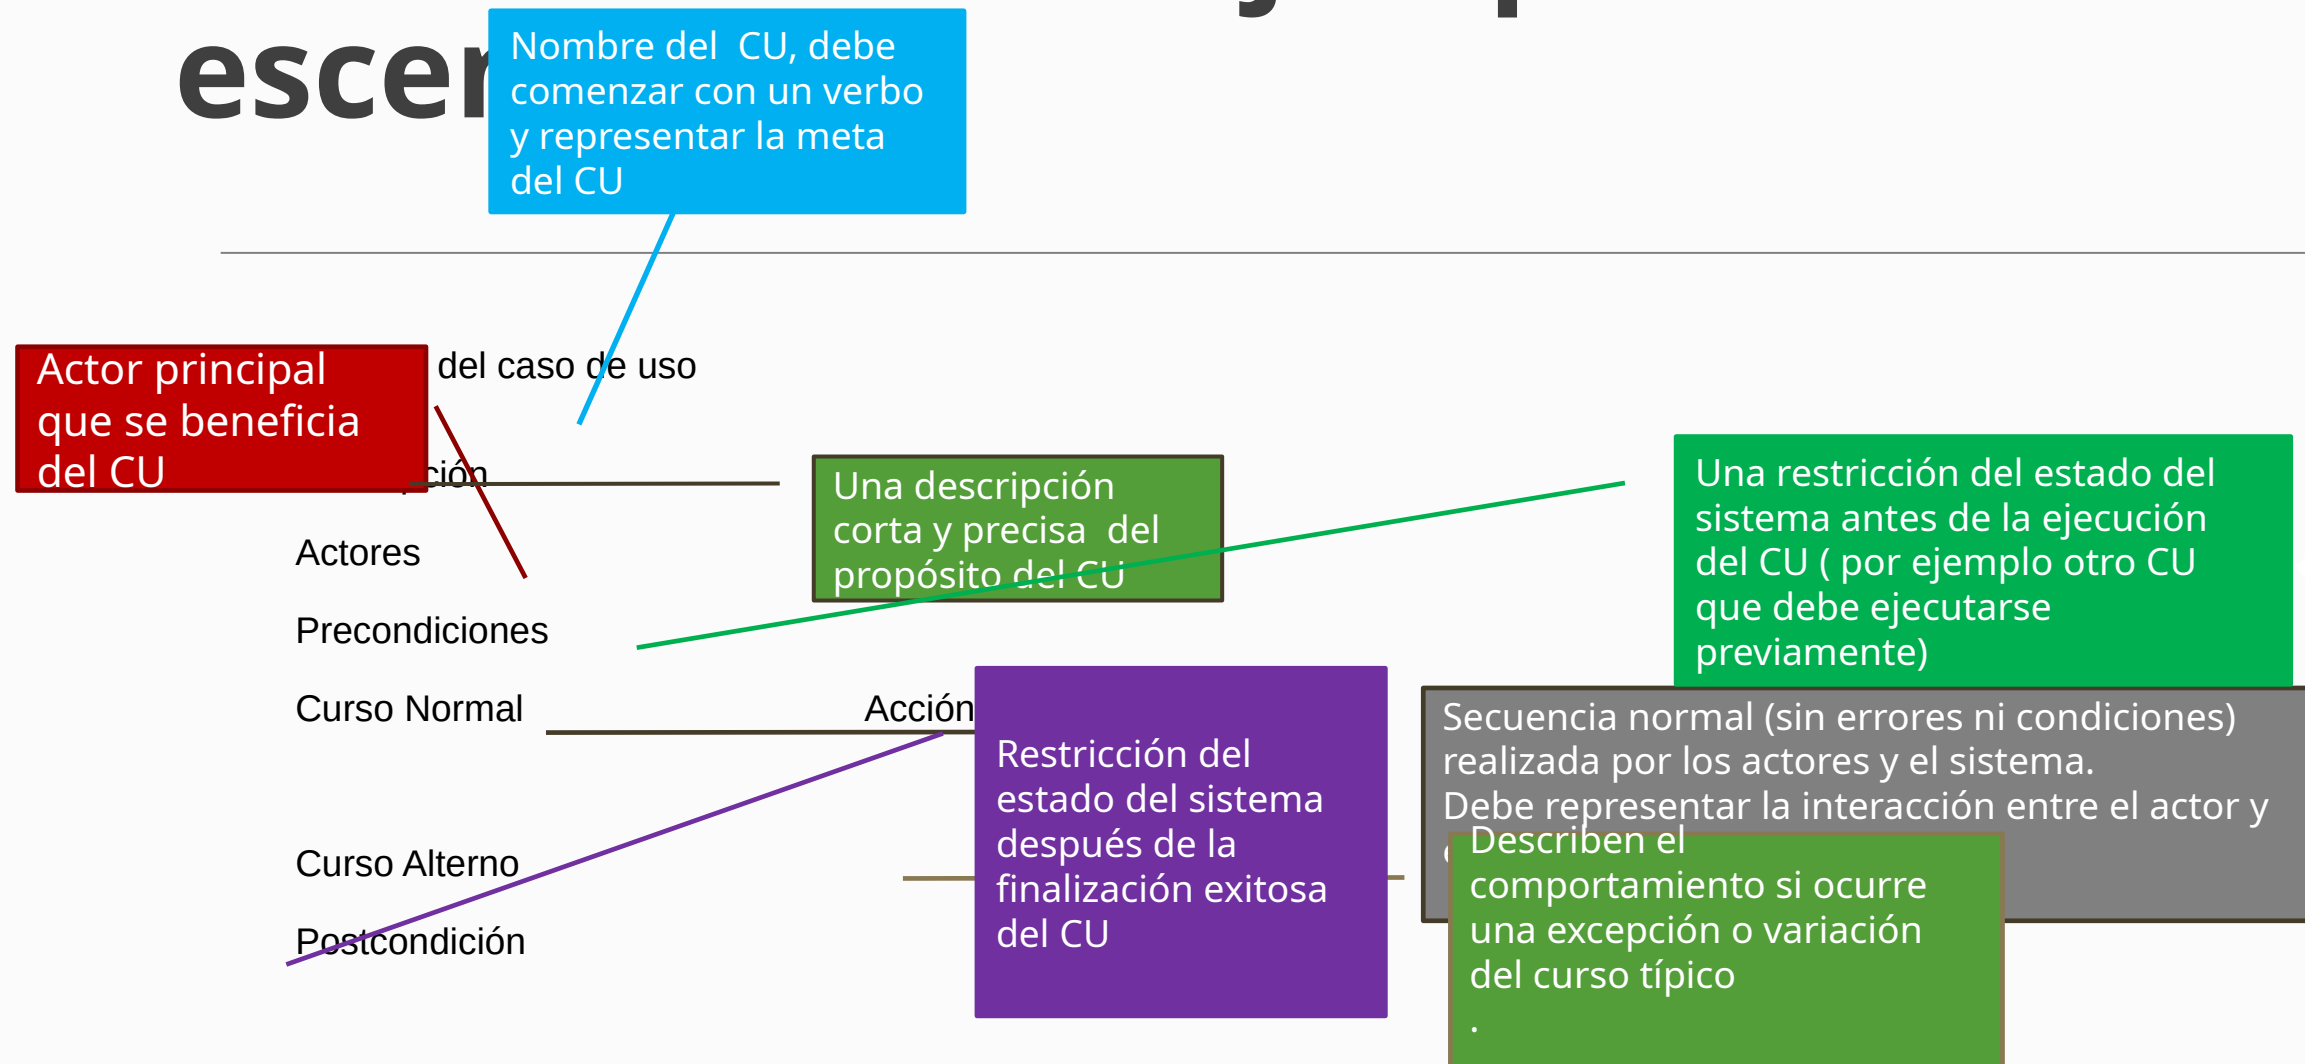 Nombre del  CU, debe
comenzar con un verbo
y representar la meta
del CU
del caso de uso
Actor principal
que se beneficia
del CU
Una descripción
corta y precisa  del
propósito del CU
Una restricción del estado del
sistema antes de la ejecución
del CU ( por ejemplo otro CU
que debe ejecutarse
previamente)
Actores
Precondiciones
Curso Normal
Acción
Restricción del
estado del sistema
después de la
finalización exitosa
del CU
Secuencia normal (sin errores ni condiciones)
realizada por los actores y el sistema.
Debe representar la interacción entre el actor y
Describen el
comportamiento si ocurre
una excepción o variación
del curso típico
.
Curso Alterno
Postcondición